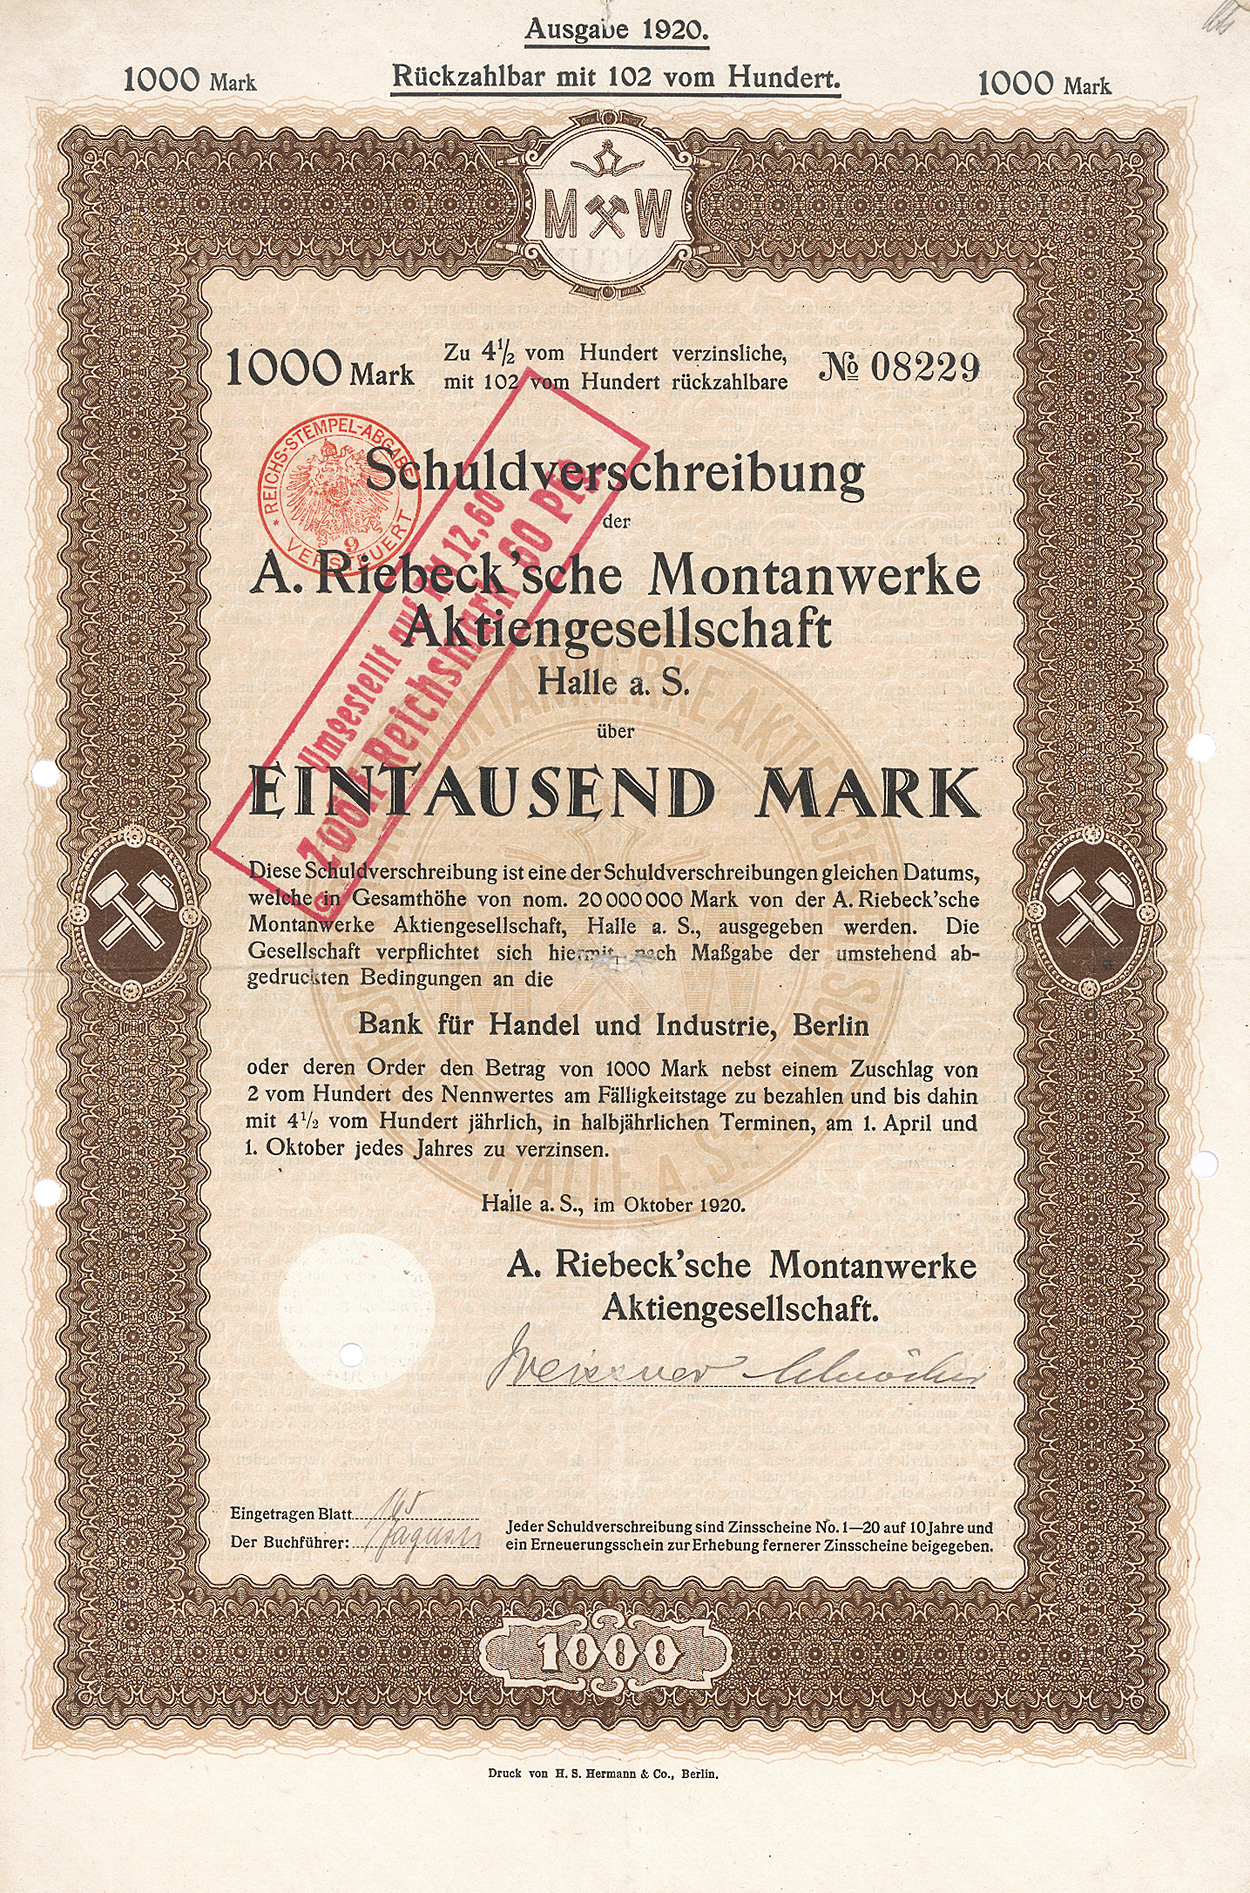 Ausgabe 1920.
1000 Mark
Rückzahlbar mit 102 vom Hundert.
1000 Mark
M W
1000 Mark
Zu 4½ vom Hundert verzinsliche,
mit 102 vom Hundert rückzahlbare
№ 08229
REICHS-STEMPEL-ABGABE
9
VERSTEUERT
Schuldverschreibung
der
A. Riebeck'sche Montanwerke
Aktiengesellschaft
Halle a. S.
über
EINTAUSEND MARK
Umgestellt auf RM 12,60
Zwölf Reichsmark 60 Pfg.
Diese Schuldverschreibung ist eine der Schuldverschreibungen gleichen Datums,
welche in Gesamthöhe von nom. 20 000 000 Mark von der A. Riebeck'sche
Montanwerke Aktiengesellschaft, Halle a. S., ausgegeben werden. Die
Gesellschaft verpflichtet sich hiermit nach Maßgabe der umstehend ab-
gedruckten Bedingungen an die
Bank für Handel und Industrie, Berlin
oder deren Order den Betrag von 1000 Mark nebst einem Zuschlag von
2 vom Hundert des Nennwertes am Fälligkeitstage zu bezahlen und bis dahin
mit 4½ vom Hundert jährlich, in halbjährlichen Terminen, am 1. April und
1. Oktober jedes Jahres zu verzinsen.
Halle a. S., im Oktober 1920.
A. Riebeck'sche Montanwerke
Aktiengesellschaft.
Eingetragen Blatt 165
Der Buchführer:
Jeder Schuldverschreibung sind Zinsscheine No. 1—20 auf 10 Jahre und
ein Erneuerungsschein zur Erhebung fernerer Zinsscheine beigegeben.
1000
Druck von H. S. Hermann & Co., Berlin.